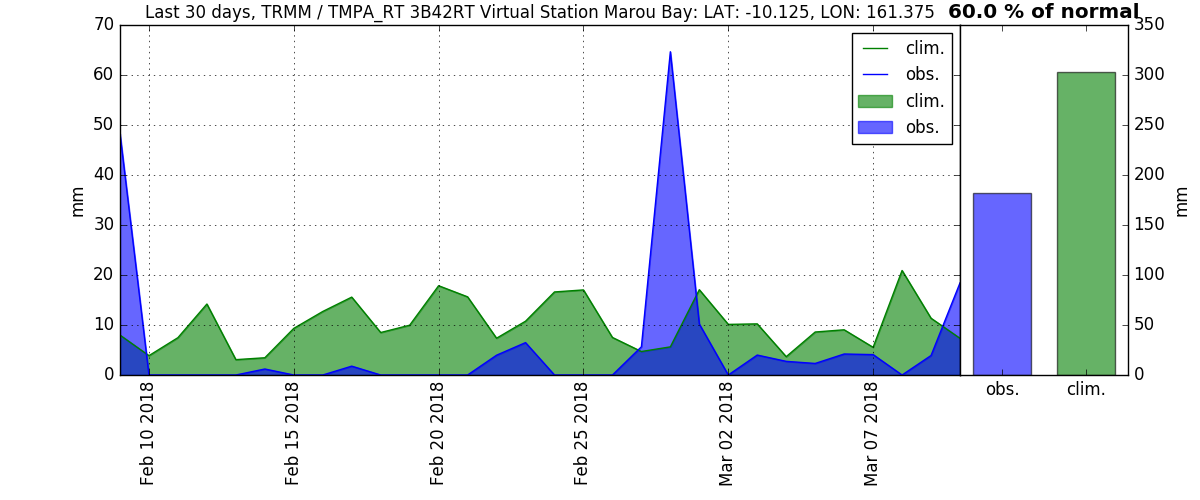 Last 30 days, TRMM / TMPA_RT 3B42RT Virtual Station Marou Bay: LAT: -10.125, LON: 161.375 60.0 % of normal
70
60
50
40
30
20
10
0
mm
clim.
obs.
clim.
obs.
Feb 10 2018
Feb 15 2018
Feb 20 2018
Feb 25 2018
Mar 02 2018
Mar 07 2018
350
300
250
200
150
100
50
0
mm
obs. clim.